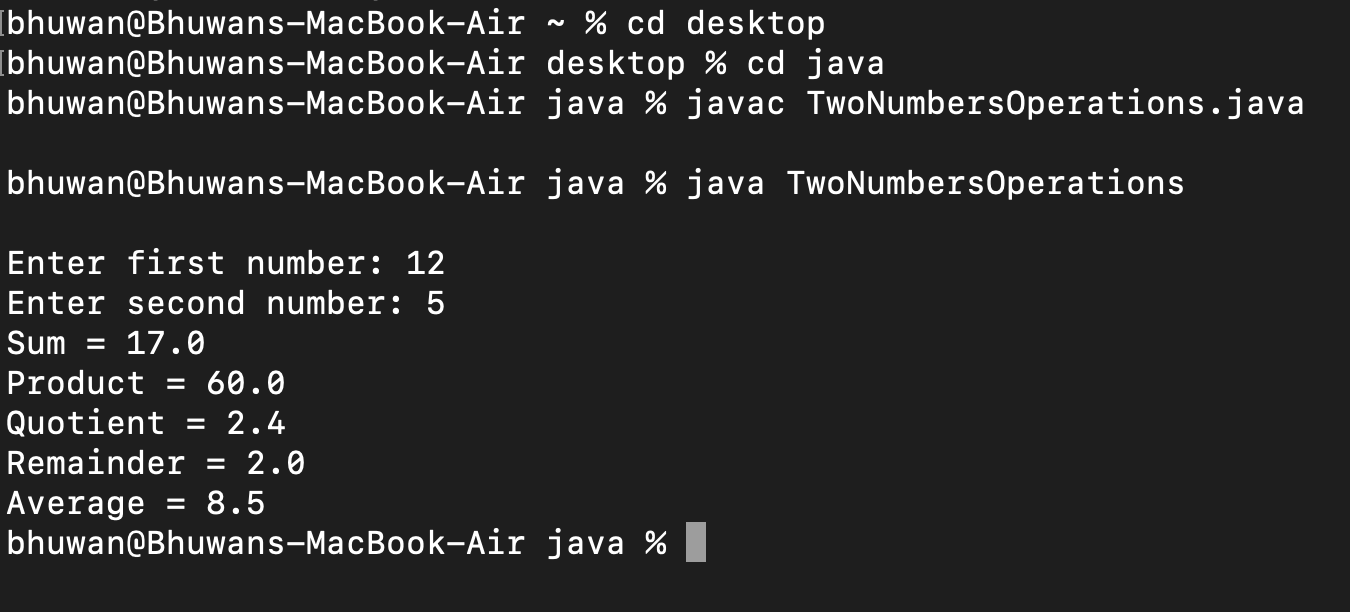 [bhuwan@Bhuwans-MacBook-Air ~ % cd desktop
[bhuwan@Bhuwans-MacBook-Air desktop % cd java
bhuwan@Bhuwans-MacBook-Air java % javac TwoNumbersOperations.java
bhuwan@Bhuwans-MacBook-Air java % java TwoNumbersOperations
Enter first number: 12
Enter second number: 5
Sum = 17.0
Product = 60.0
Quotient = 2.4
Remainder = 2.0
Average = 8.5
bhuwan@Bhuwans-MacBook-Air java %